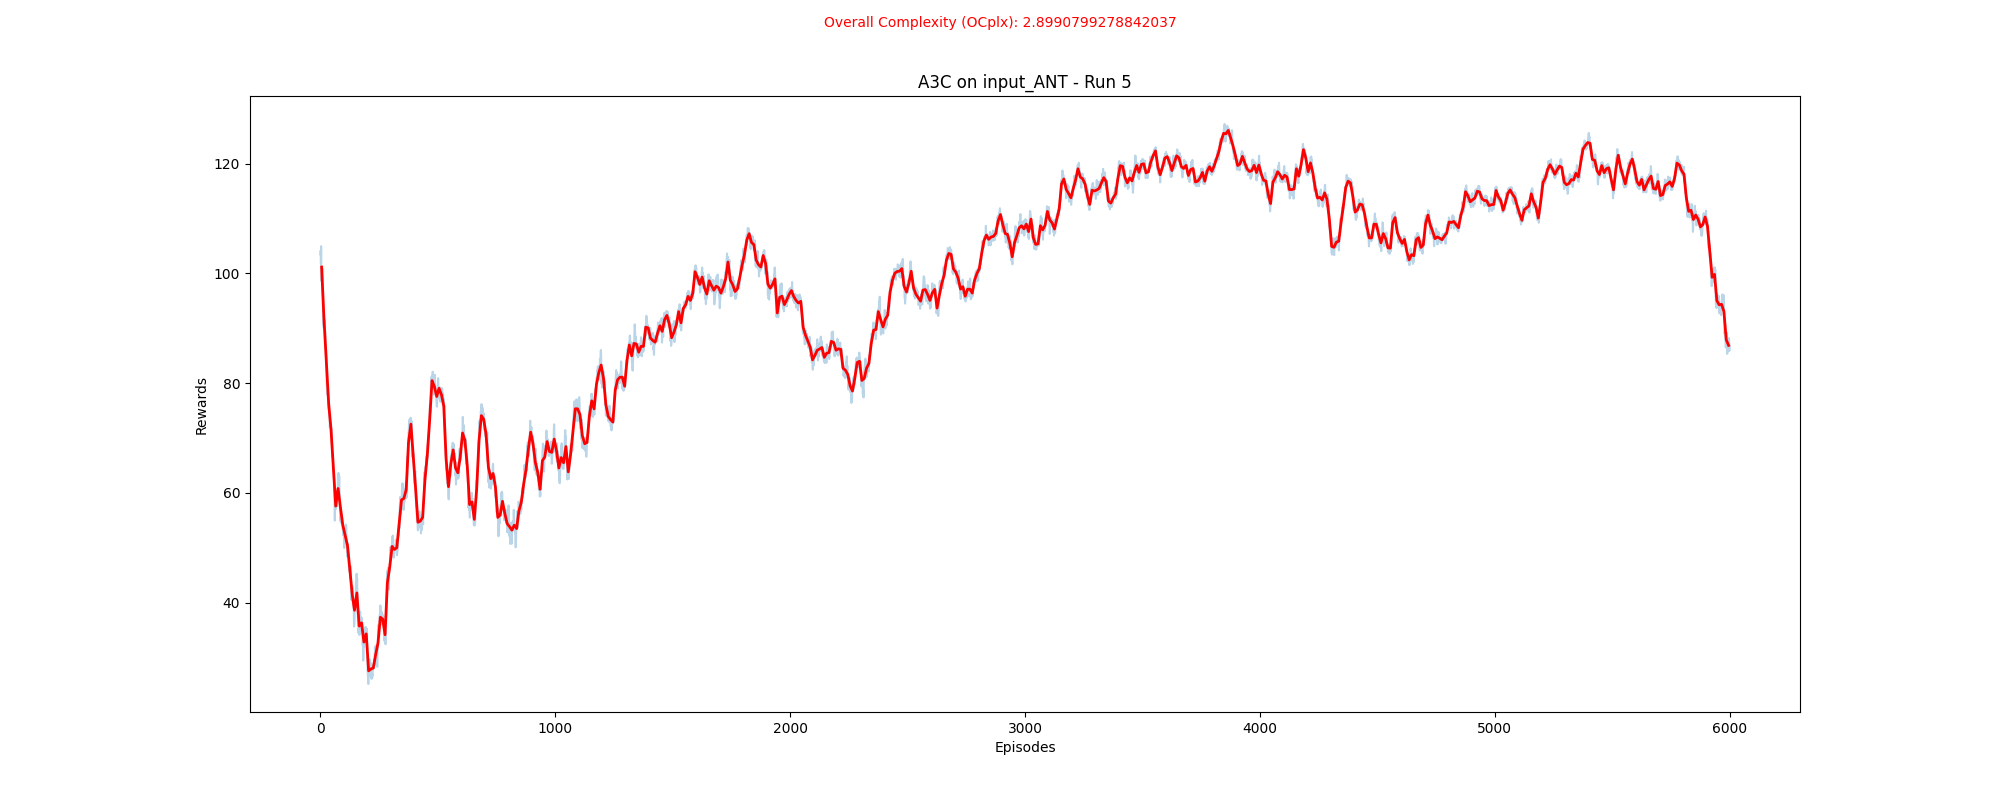 Overall Complexity (OCplx): 2.8990799278842037
A3C on input_ANT - Run 5
120
100
80
60
40
Rewards
0 1000 2000 3000 4000 5000 6000
Episodes